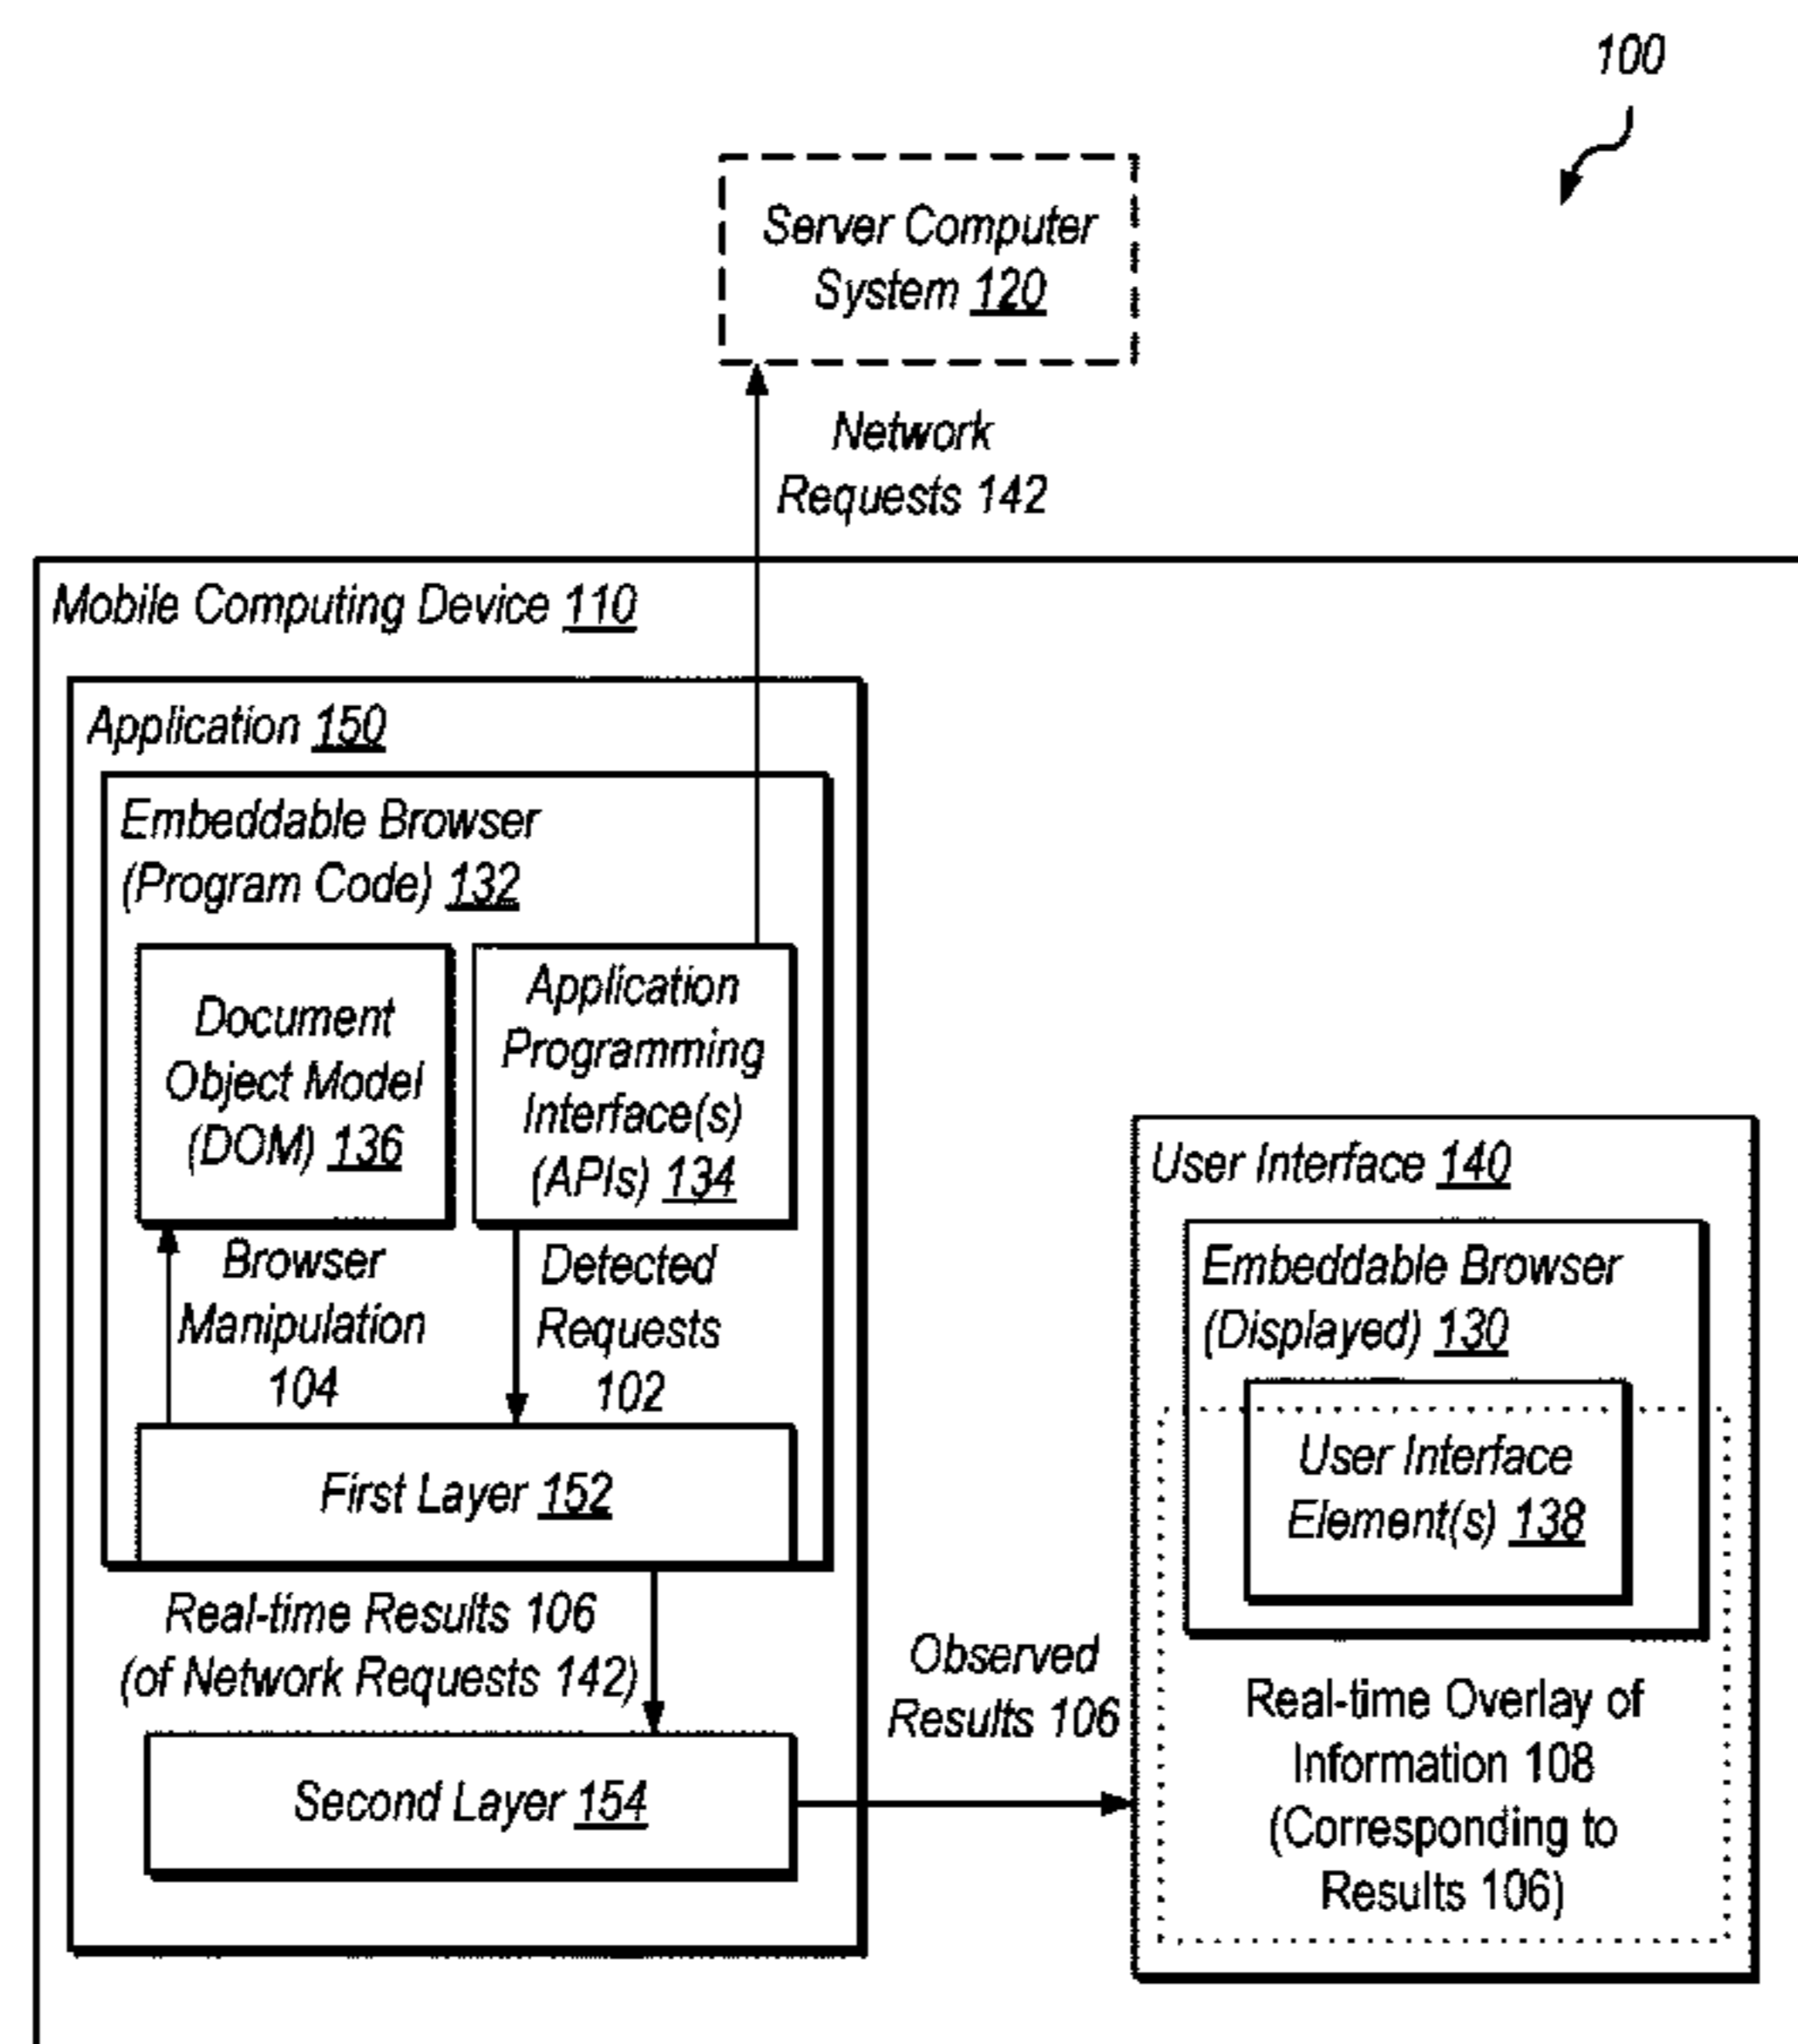 100
Server Computer
System 120
Network
Requests 142
Mobile Computing Device 110
Application 150
Embeddable Browser
(Program Code) 132
Document
Object Model
(DOM) 136
Application
Programming
Interface(s)
(APIs) 134
Browser
Manipulation
104
Detected
Requests
102
First Layer 152
Real-time Results 106
(of Network Requests 142)
Second Layer 154
Observed
Results 106
User Interface 140
Embeddable Browser
(Displayed) 130
User Interface
Element(s) 138
Real-time Overlay of
Information 108
(Corresponding to
Results 106)